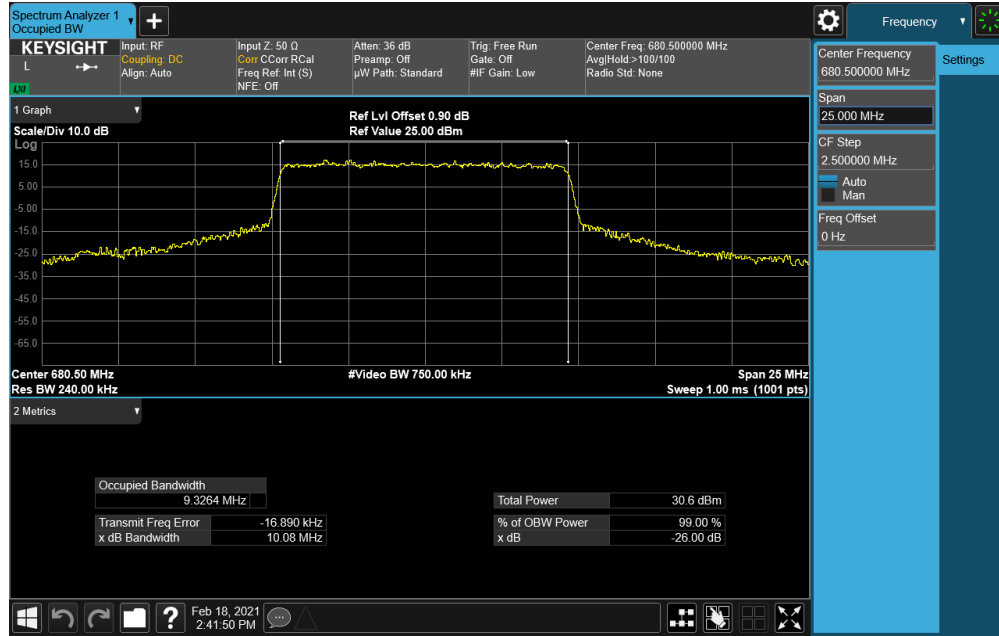 Spectrum Analyzer 1
Occupied BW
Frequency
KEYSIGHT
L
LXI
Input: RF
Coupling: DC
Align: Auto
Input Z: 50 Ω
Corr CCorr RCal
Freq Ref: Int (S)
NFE: Off
Atten: 36 dB
Preamp: Off
µW Path: Standard
Trig: Free Run
Gate: Off
#IF Gain: Low
Center Freq: 680.500000 MHz
Avg|Hold:>100/100
Radio Std: None
Center Frequency
680.500000 MHz
Settings
Span
25.000 MHz
CF Step
2.500000 MHz
Auto
Man
Freq Offset
0 Hz
1 Graph
Scale/Div 10.0 dB
Ref Lvl Offset 0.90 dB
Ref Value 25.00 dBm
Log
15.0
5.00
-5.00
-15.0
-25.0
-35.0
-45.0
-55.0
-65.0
Center 680.50 MHz
#Video BW 750.00 kHz
Span 25 MHz
Res BW 240.00 kHz
Sweep 1.00 ms (1001 pts)
2 Metrics
Occupied Bandwidth
9.3264 MHz
Total Power 30.6 dBm
Transmit Freq Error -16.890 kHz
% of OBW Power 99.00 %
x dB Bandwidth 10.08 MHz
x dB -26.00 dB
?
Feb 18, 2021
2:41:50 PM